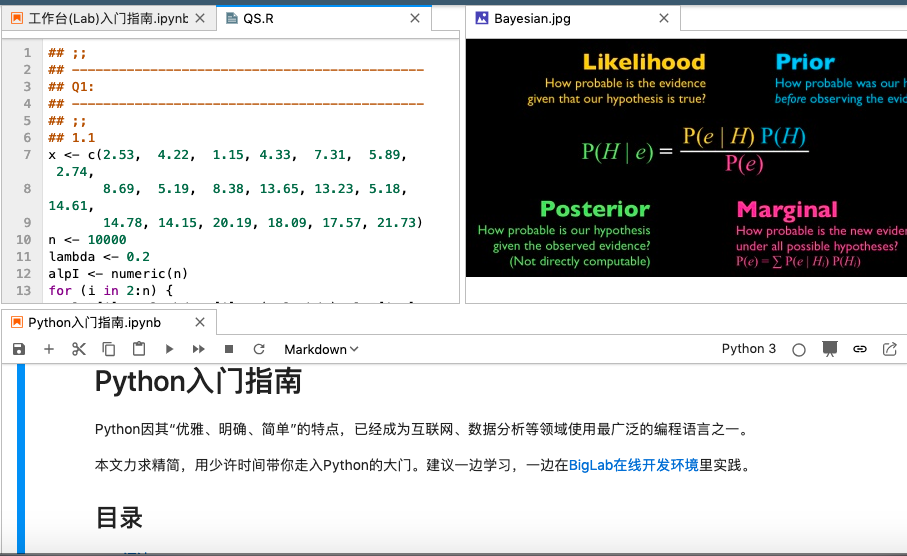 工作台(Lab)入门指南.ipynb
QS.R
1 ## ;;
2 ## ---------------------------------------------
3 ## Q1:
4 ## ---------------------------------------------
5 ## ;;
6 ## 1.1
7 x <- c(2.53, 4.22, 1.15, 4.33, 7.31, 5.89,
2.74,
8 8.69, 5.19, 8.38, 13.65, 13.23, 5.18,
14.61,
9 14.78, 14.15, 20.19, 18.09, 17.57, 21.73)
10 n <- 10000
11 lambda <- 0.2
12 alpI <- numeric(n)
13 for (i in 2:n) {
Bayesian.jpg
Likelihood
How probable is the evidence
given that our hypothesis is true?
Prior
How probable was our
before observing the
P(H | e) = P(e | H) P(H)
P(e)
Posterior
How probable is our hypothesis
given the observed evidence?
(Not directly computable)
Marginal
How probable is the new
under all possible hypotheses?
P(e) = ∑ P(e | Hᵢ) P(Hᵢ)
Python入门指南.ipynb
Markdown
Python 3
Python入门指南
Python因其“优雅、明确、简单”的特点，已经成为互联网、数据分析等领域使用最广泛的编程语言之一。
本文力求精简，用少许时间带你走入Python的大门。建议一边学习，一边在BigLab在线开发环境里实践。
目录